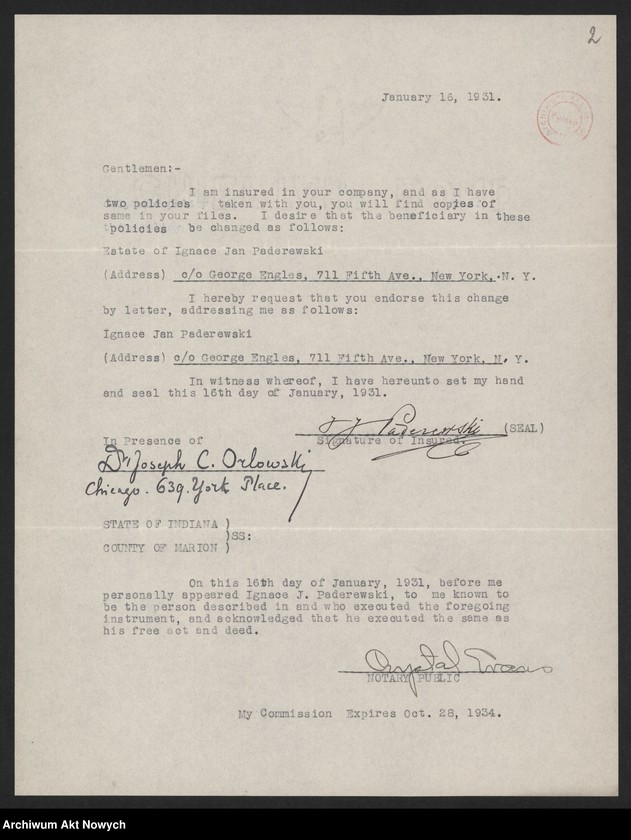 2
January 16, 1931.
Gentlemen:-
I am insured in your company, and as I have
two policies taken with you, you will find copies of
same in your files. I desire that the beneficiary in these
policies be changed as follows:
Estate of Ignace Jan Paderewski
(Address) c/o George Engles, 711 Fifth Ave., New York, N. Y.
I hereby request that you endorse this change
by letter, addressing me as follows:
Ignace Jan Paderewski
(Address) c/o George Engles, 711 Fifth Ave., New York, N. Y.
In witness whereof, I have hereunto set my hand
and seal this 16th day of January, 1931.
I J Paderewski (SEAL)
In Presence of Signature of Insured.
Dr Joseph C. Orlowski
Chicago. 639. York Place.
STATE OF INDIANA )
)SS:
COUNTY OF MARION )
On this 16th day of January, 1931, before me
personally appeared Ignace J. Paderewski, to me known to
be the person described in and who executed the foregoing
instrument, and acknowledged that he executed the same as
his free act and deed.
Crystal Evans
NOTARY PUBLIC
My Commission Expires Oct. 28, 1934.
Archiwum Akt Nowych